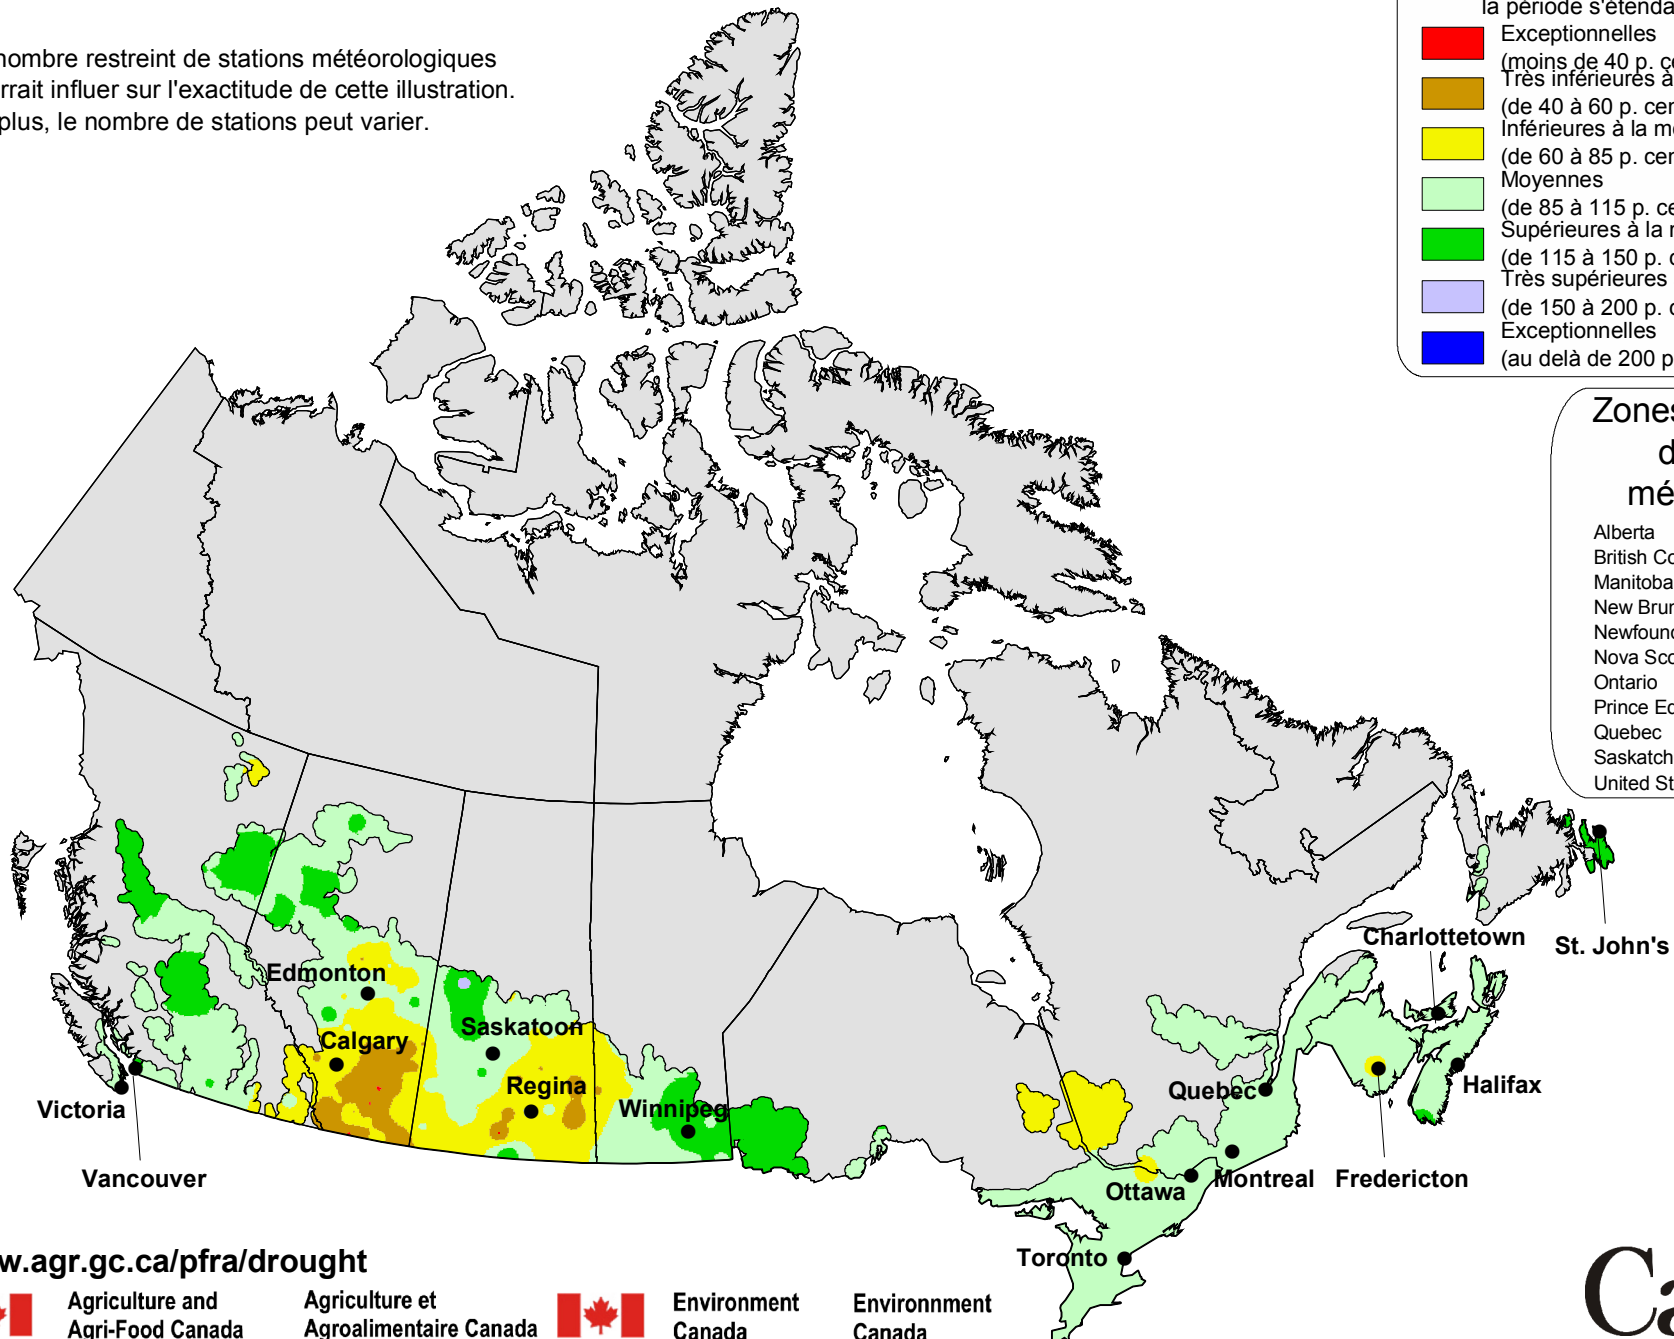 nombre restreint de stations météorologiques
rrait influer sur l'exactitude de cette illustration.
plus, le nombre de stations peut varier.
la période s'étenda
Exceptionnelles
(moins de 40 p. ce
Très inférieures à
(de 40 à 60 p. cen
Inférieures à la mo
(de 60 à 85 p. cen
Moyennes
(de 85 à 115 p. ce
Supérieures à la m
(de 115 à 150 p. c
Très supérieures
(de 150 à 200 p. c
Exceptionnelles
(au delà de 200 p
Zones
d
mé
Alberta
British Co
Manitoba
New Brun
Newfound
Nova Sco
Ontario
Prince Ed
Quebec
Saskatch
United St
Charlottetown
St. John's
Edmonton
Saskatoon
Calgary
Regina
Winnipeg
Quebec
Halifax
Victoria
Vancouver
Ottawa
Montreal
Fredericton
Toronto
w.agr.gc.ca/pfra/drought
Agriculture and
Agri-Food Canada
Agriculture et
Agroalimentaire Canada
Environment
Canada
Environnment
Canada
Ca